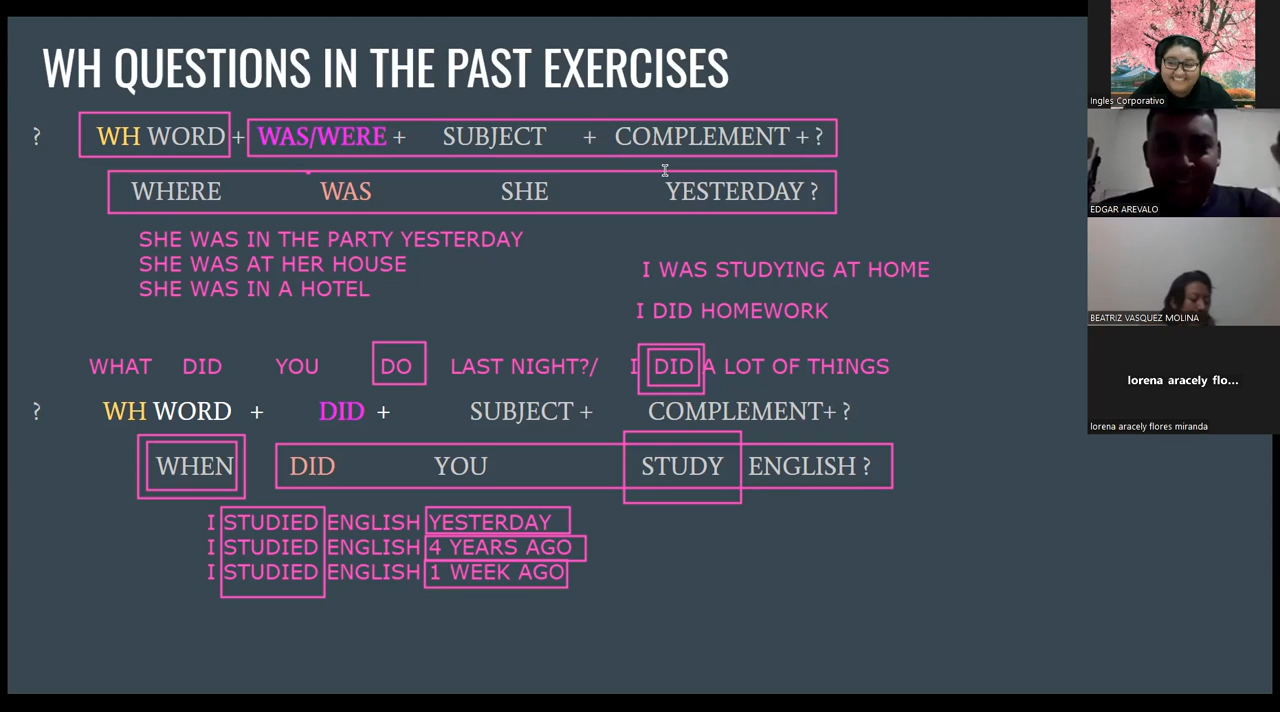 WH QUESTIONS IN THE PAST EXERCISES
? WH WORD + WAS/WERE + SUBJECT + COMPLEMENT + ?
WHERE WAS SHE YESTERDAY ?
SHE WAS IN THE PARTY YESTERDAY
SHE WAS AT HER HOUSE
SHE WAS IN A HOTEL
I WAS STUDYING AT HOME
I DID HOMEWORK
WHAT DID YOU DO LAST NIGHT?/ I DID A LOT OF THINGS
? WH WORD + DID + SUBJECT + COMPLEMENT+ ?
WHEN DID YOU STUDY ENGLISH ?
I STUDIED ENGLISH YESTERDAY
I STUDIED ENGLISH 4 YEARS AGO
I STUDIED ENGLISH 1 WEEK AGO
Ingles Corporativo
EDGAR AREVALO
BEATRIZ VASQUEZ MOLINA
lorena aracely flo...
lorena aracely flores miranda